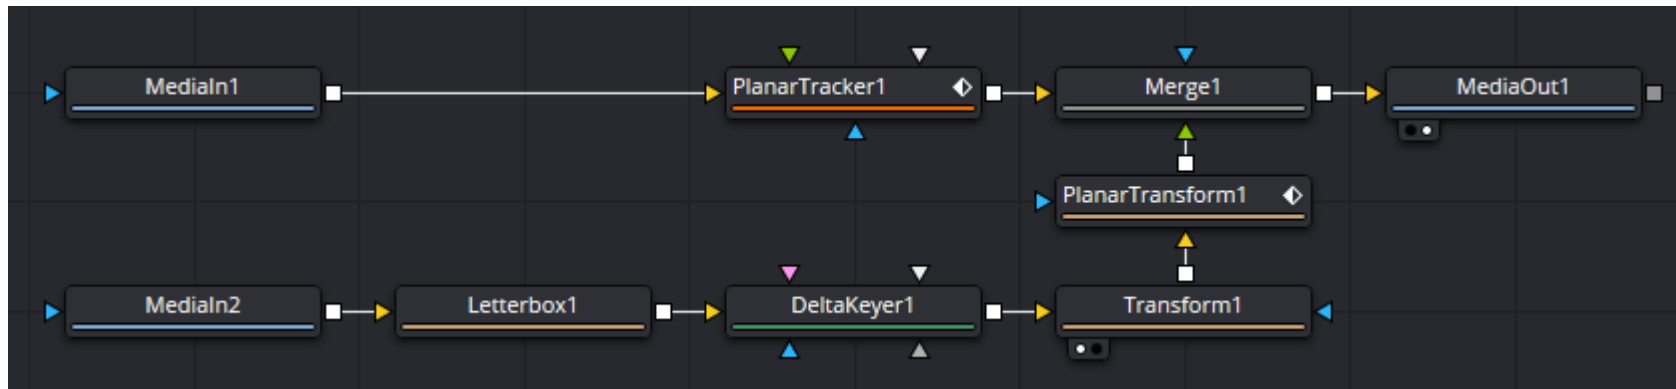 MediaIn1
PlanarTracker1
Merge1
MediaOut1
PlanarTransform1
MediaIn2
Letterbox1
DeltaKeyer1
Transform1